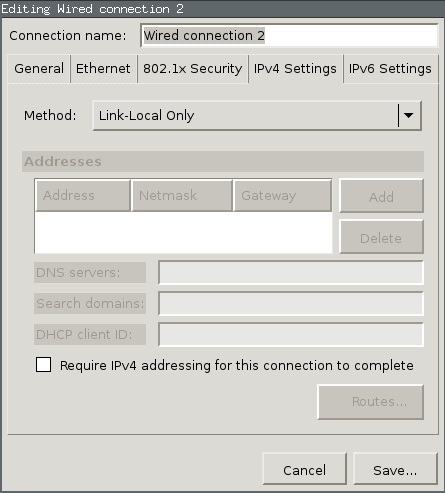 Editing Wired connection 2
Connection name: Wired connection 2
General Ethernet 802.1x Security IPv4 Settings IPv6 Settings
Method: Link-Local Only
Addresses
Address Netmask Gateway Add
Delete
DNS servers:
Search domains:
DHCP client ID:
Require IPv4 addressing for this connection to complete
Routes...
Cancel Save...